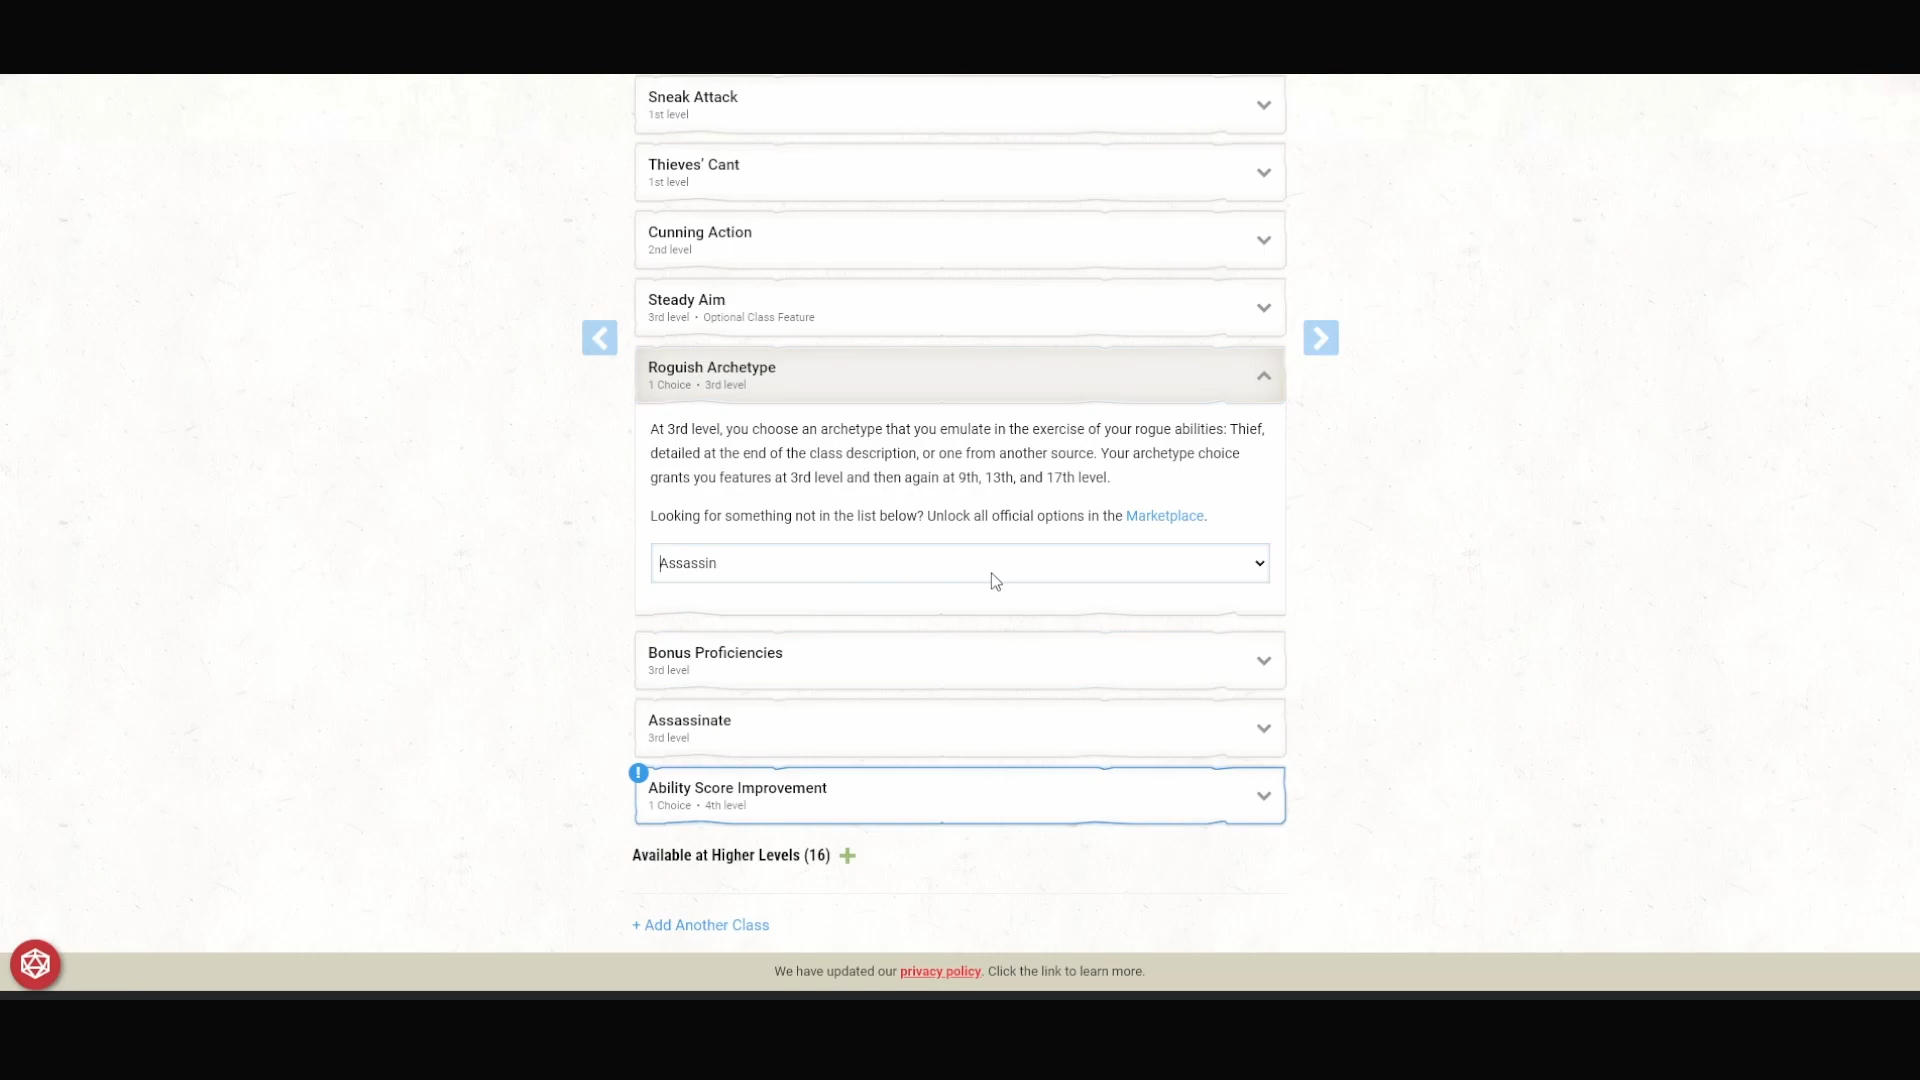 Sneak Attack
1st level
Thieves’ Cant
1st level
Cunning Action
2nd level
Steady Aim
3rd level • Optional Class Feature
Roguish Archetype
1 Choice • 3rd level
At 3rd level, you choose an archetype that you emulate in the exercise of your rogue abilities: Thief,
detailed at the end of the class description, or one from another source. Your archetype choice
grants you features at 3rd level and then again at 9th, 13th, and 17th level.
Looking for something not in the list below? Unlock all official options in the Marketplace.
Assassin
Bonus Proficiencies
3rd level
Assassinate
3rd level
!
Ability Score Improvement
1 Choice • 4th level
Available at Higher Levels (16)
+ Add Another Class
We have updated our privacy policy. Click the link to learn more.